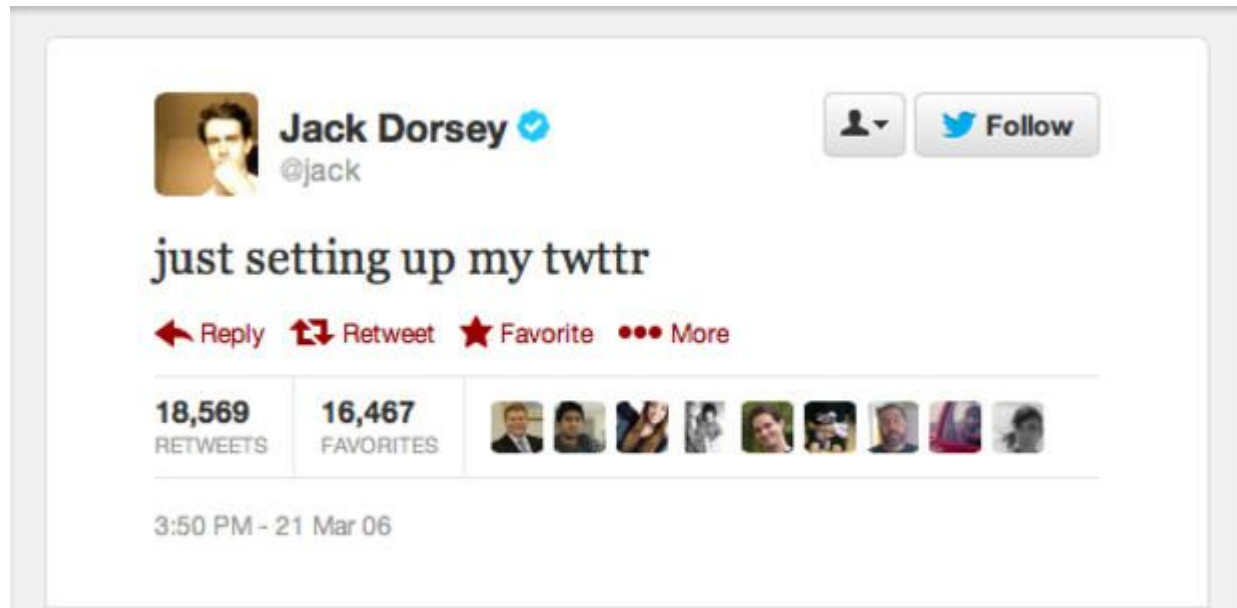 Jack Dorsey
@jack
Follow
just setting up my twttr
Reply Retweet Favorite More
18,569 16,467
RETWEETS FAVORITES
3:50 PM - 21 Mar 06